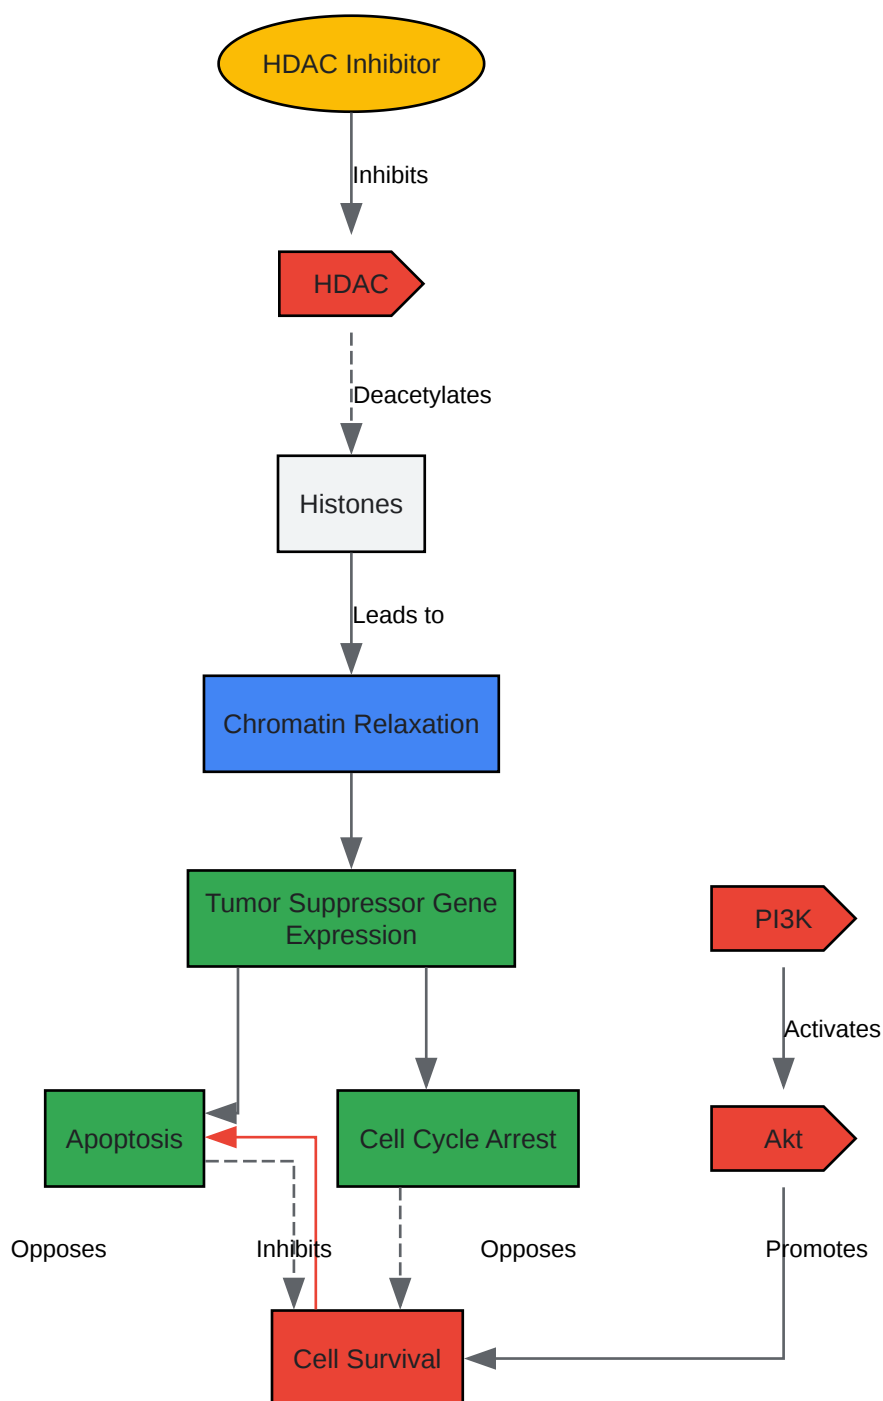 HDAC Inhibitor
Inhibits
HDAC
Deacetylates
Histones
Leads to
Chromatin Relaxation
Tumor Suppressor Gene
Expression
PI3K
Activates
Apoptosis
Cell Cycle Arrest
Akt
Opposes
Inhibits
Opposes
Promotes
Cell Survival